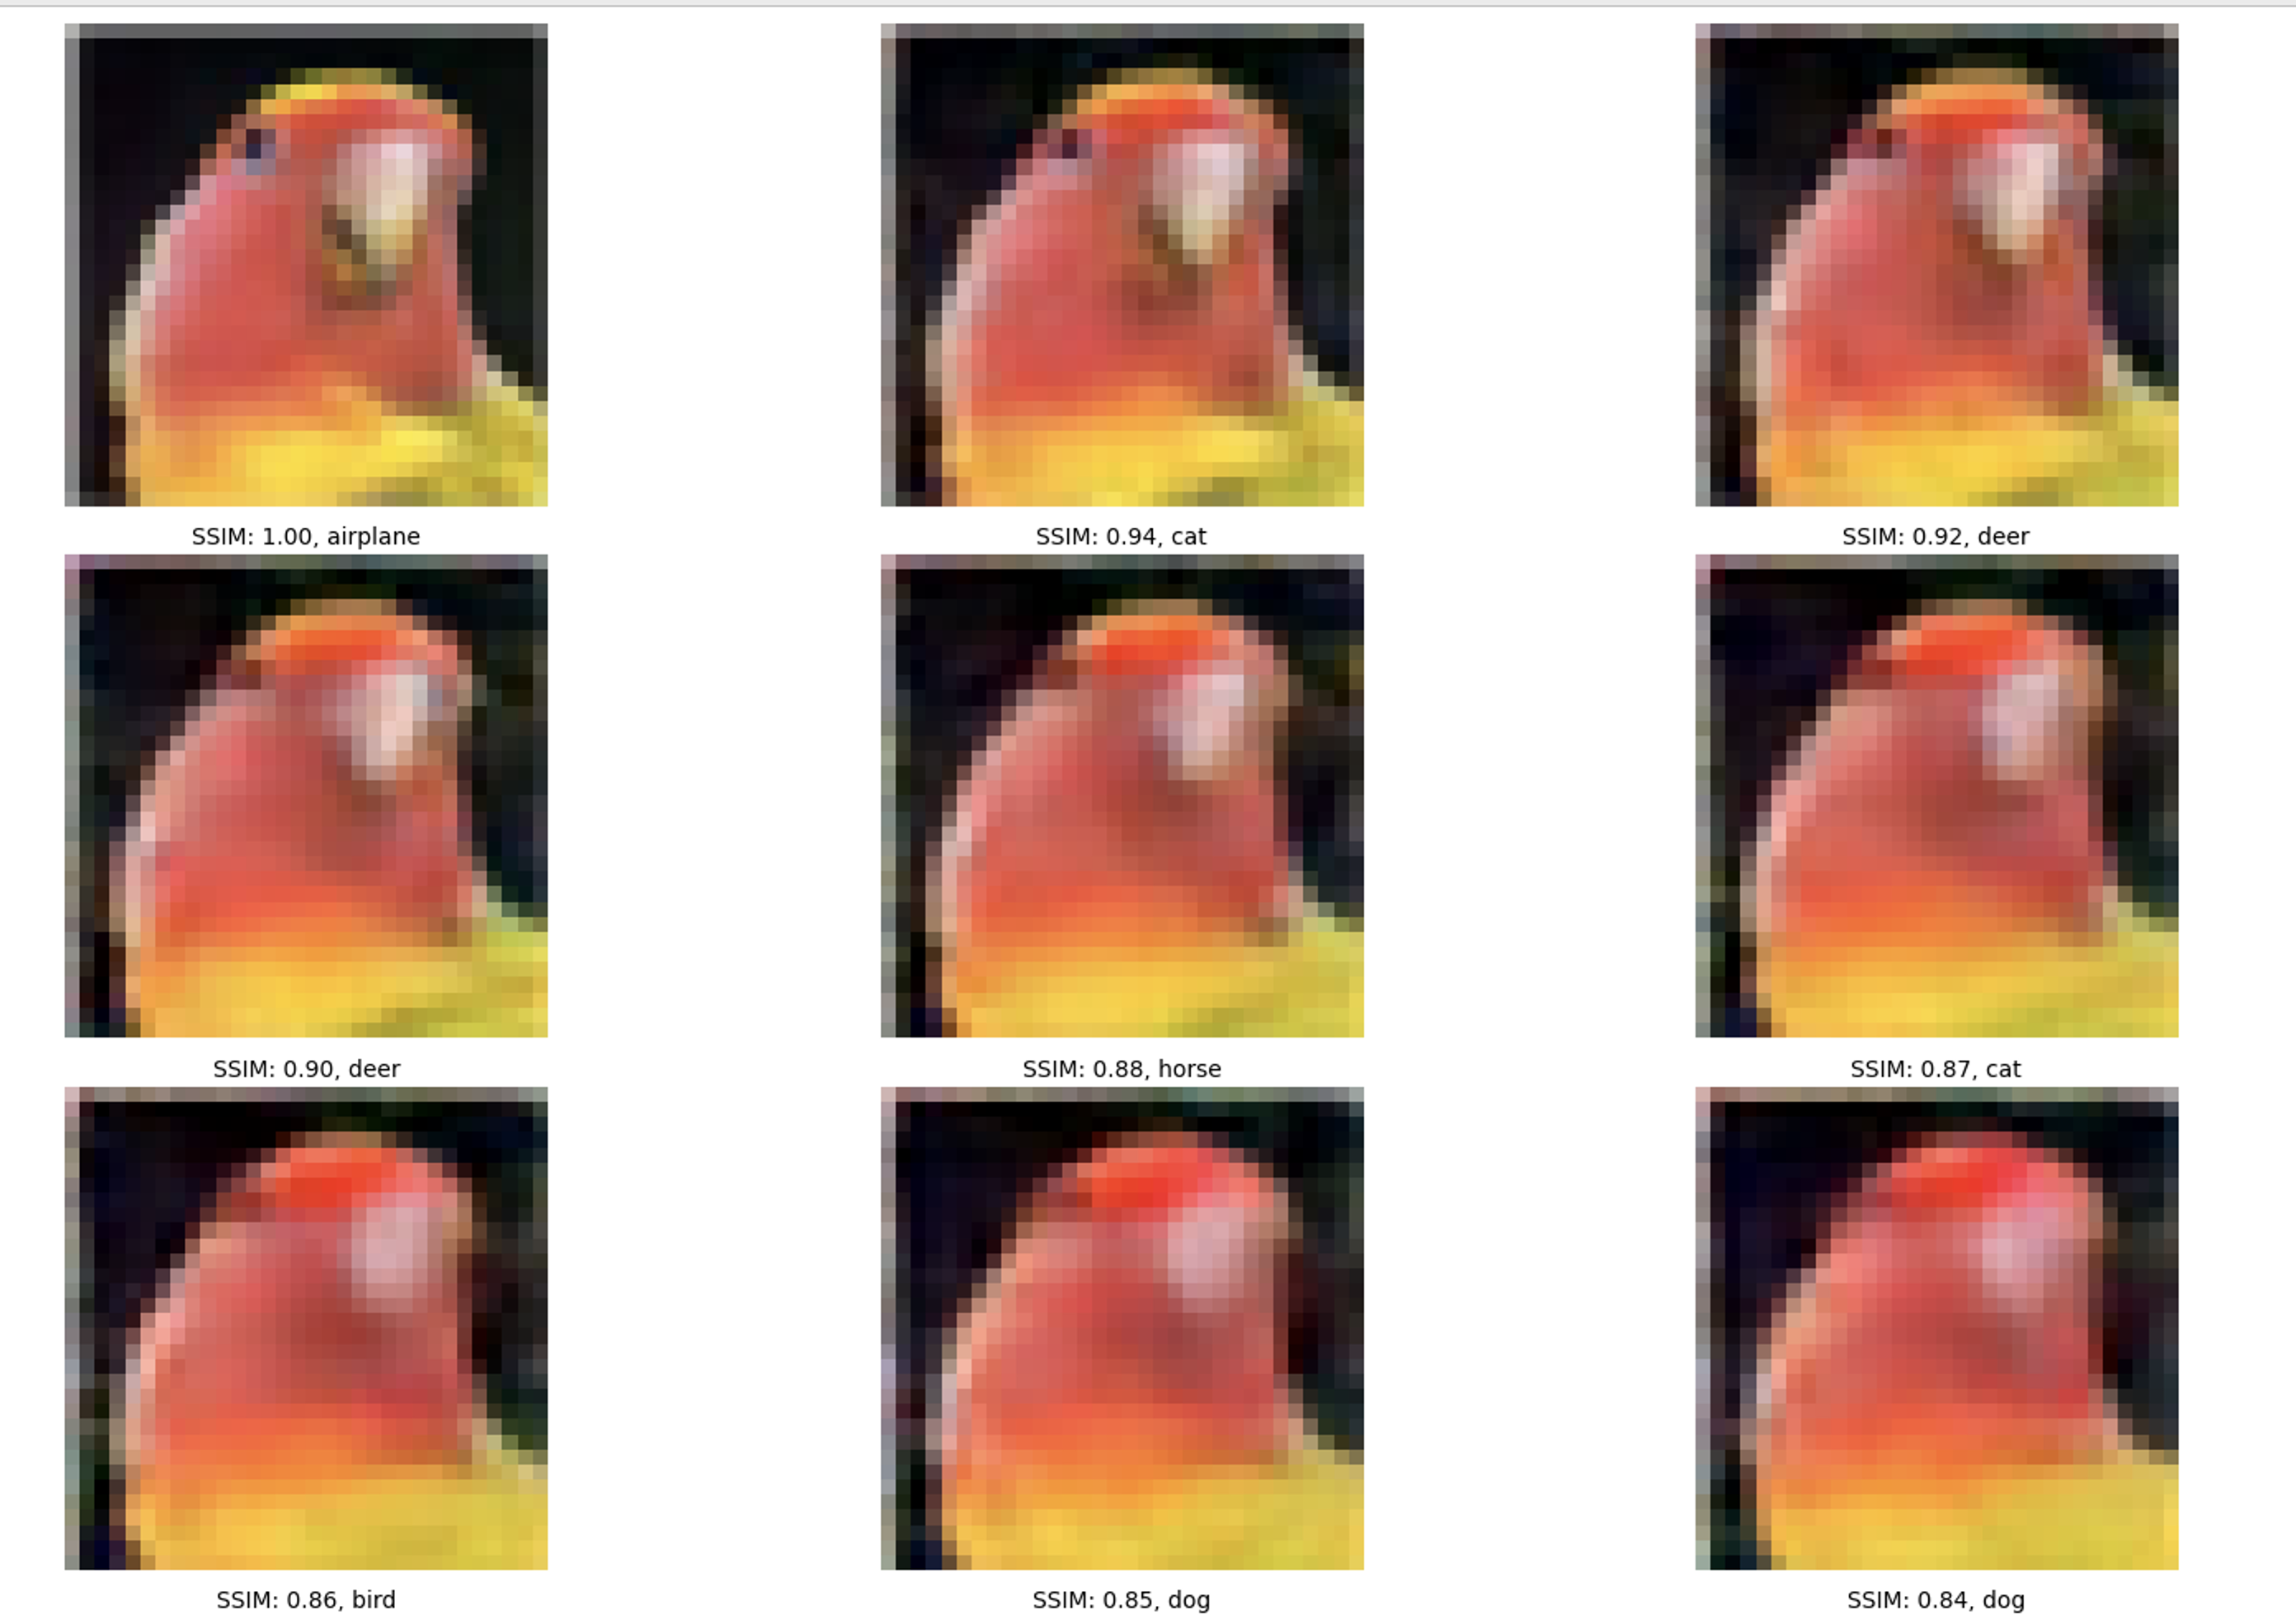 SSIM: 1.00, airplane
SSIM: 0.94, cat
SSIM: 0.92, deer
SSIM: 0.90, deer
SSIM: 0.88, horse
SSIM: 0.87, cat
SSIM: 0.86, bird
SSIM: 0.85, dog
SSIM: 0.84, dog